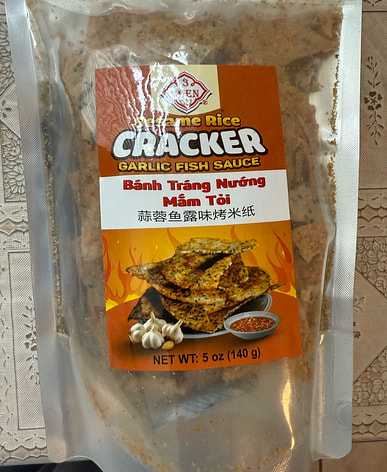 3
Sesame Rice
CRACKER
GARLIC FISH SAUCE
Bánh Tráng Nướng
Mắm Tỏi
蒜蓉鱼露味烤米纸
NET WT: 5 oz (140 g)